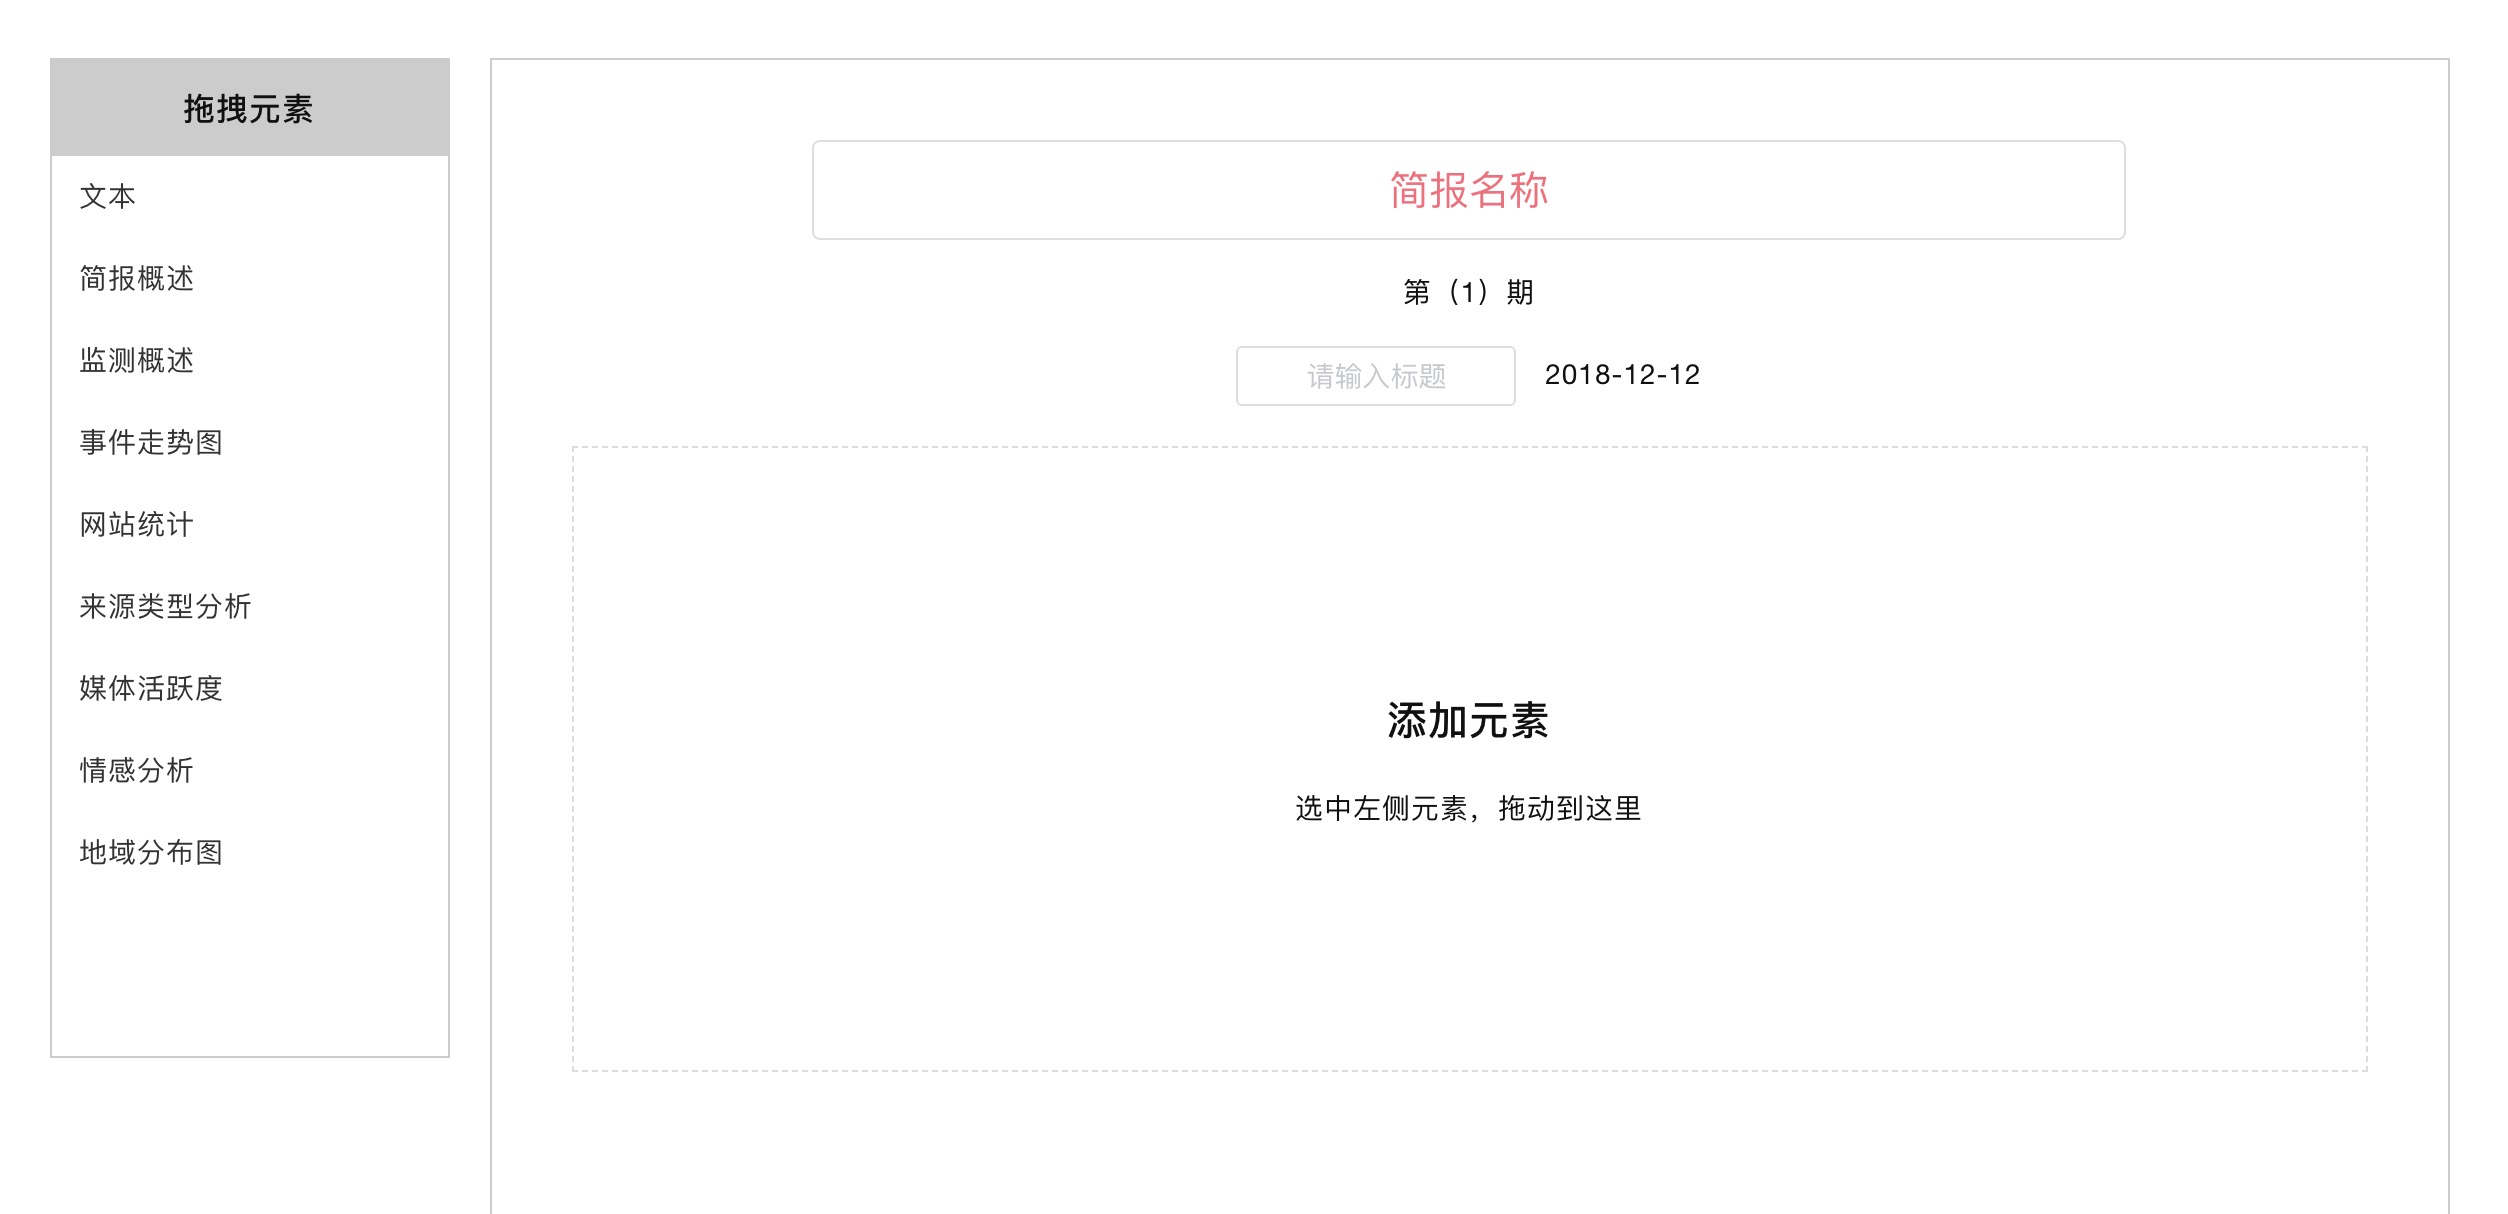 拖拽元素
文本
简报概述
监测概述
事件走势图
网站统计
来源类型分析
媒体活跃度
情感分析
地域分布图
简报名称
第（1）期
请输入标题 2018-12-12
添加元素
选中左侧元素，拖动到这里